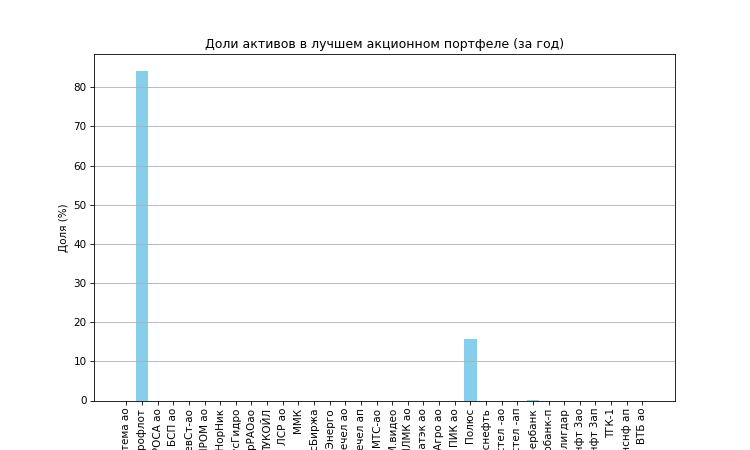 Доли активов в лучшем акционном портфеле (за год)
Доля (%)
80
70
60
50
40
30
20
10
0
тема ао
рофлот
РОСА ао
БСП ао
евСт-ао
ПРОМ ао
НорНик
сГидро
рРАОао
ЛУКОЙЛ
ЛСР ао
ММК
сБиржа
Энерго
ечел ао
ечел ап
МТС-ао
М.видео
ЛМК ао
атэк ао
Агро ао
ПИК ао
Полюс
снефть
стел -ао
стел -ап
ербанк
рбанк-п
лигдар
нфт 3ао
нфт 3ап
ТГК-1
нснф ап
ВТБ ао